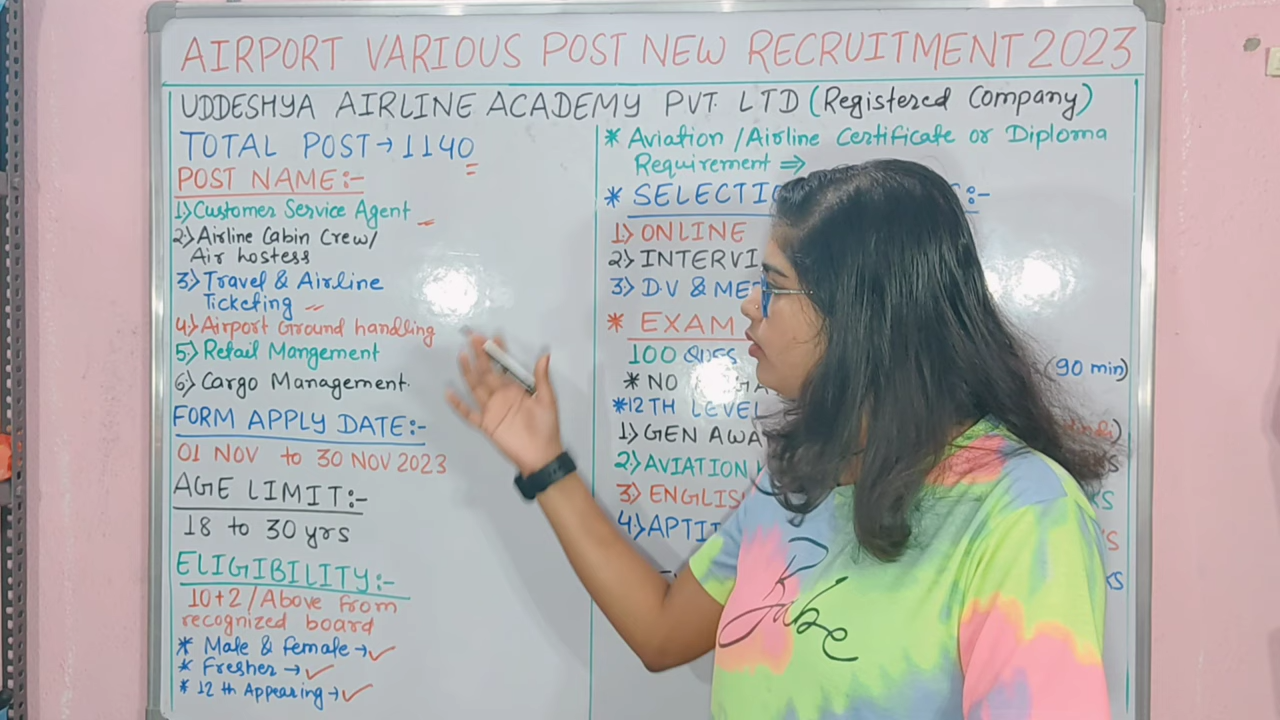 AIRPORT VARIOUS POST NEW RECRUITMENT 2023
UDDESHYA AIRLINE ACADEMY PVT. LTD (Registered Company)
TOTAL POST→1140
POST NAME:-
1) Customer Service Agent
2) Airline Cabin Crew/
Air hostess
3) Travel & Airline
Ticketing
4) Airport Ground handling
5) Retail Mangement
6) Cargo Management.
FORM APPLY DATE:-
01 NOV to 30 NOV 2023
AGE LIMIT:-
18 to 30 yrs
ELIGIBILITY:-
10+2/Above from
recognized board
* Male & female → ✓
* Fresher → ✓
* 12 th Appearing → ✓
* Aviation /Airline Certificate or Diploma
Requirement ⇒
* SELECTIO
1) ONLINE
2) INTERVI
3) D.V & ME
* EXAM
100 (90 min)
* NO
*12TH LEVEL
1) GEN AWA
2) AVIATION
3) ENGLIS
4) APTI
Babe